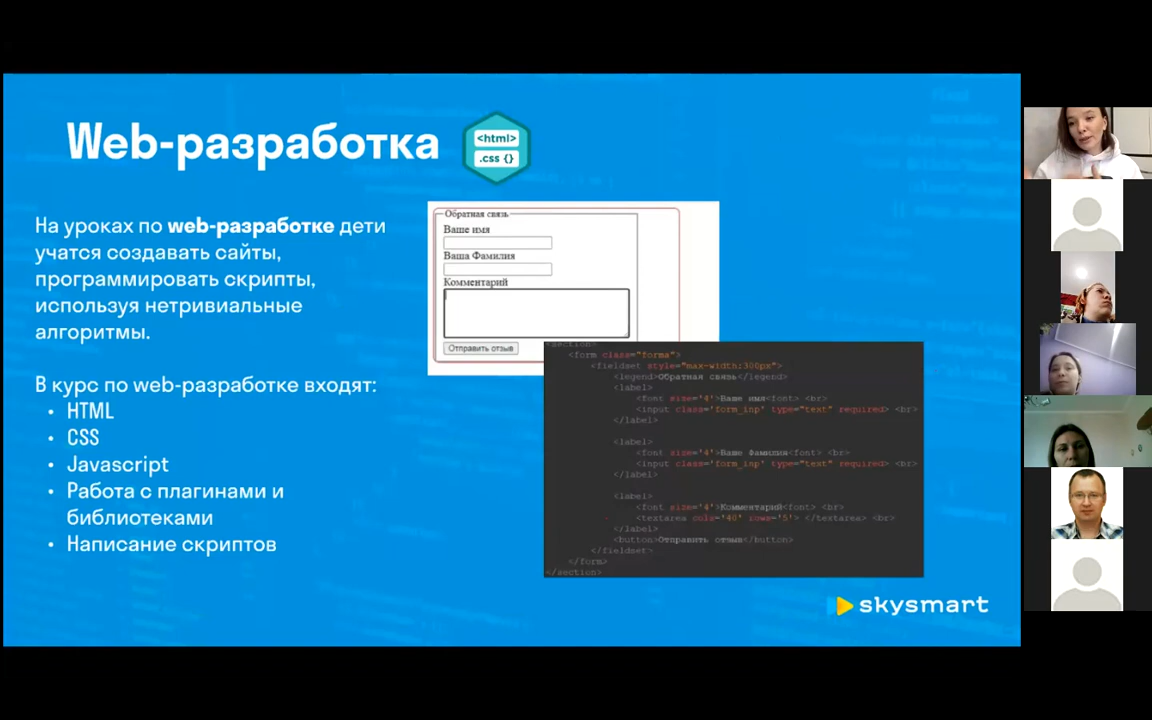 Web-разработка
<html>
.css {}
На уроках по web-разработке дети
учатся создавать сайты,
программировать скрипты,
используя нетривиальные
алгоритмы.
В курс по web-разработке входят:
• HTML
• CSS
• Javascript
• Работа с плагинами и
библиотеками
• Написание скриптов
Обратная связь
Ваше имя
Ваша Фамилия
Комментарий
Отправить отзыв
<section>
<form class="forms">
<fieldset style="max-width:300px">
<legend>Обратная связь</legend>
<label>
<font size='4'>Ваше имя<font> <br>
<input class='form_inp' type="text" required> <br>
</label>
<label>
<font size='4'>Ваше Фамилия<font> <br>
<input class='form_inp' type="text" required> <br>
</label>
<label>
<font size='4'>Комментарий<font> <br>
<textarea cols='40' rows='5'> </textarea> <br>
</label>
<button>Отправить отзыв</button>
</fieldset>
</form>
</section>
skysmart